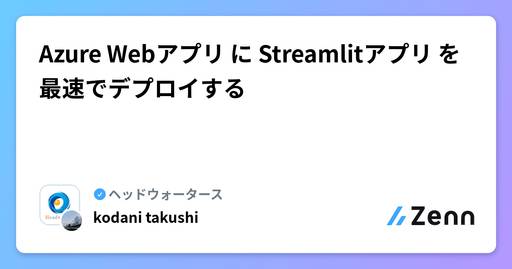 Azure Webアプリ に Streamlitアプリ を
最速でデプロイする
ヘッドウォータース
kodani takushi
Zenn